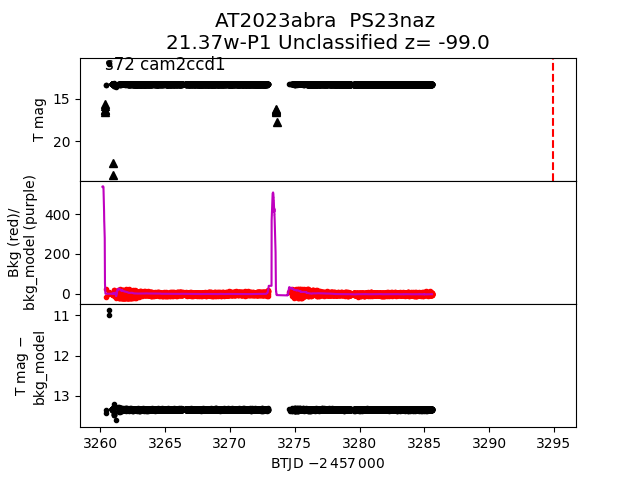 AT2023abra  PS23naz
21.37w-P1 Unclassified z= -99.0
s72 cam2ccd1
T mag
15
20
Bkg (red)/
bkg_model (purple)
400
200
0
T mag −
bkg_model
11
12
13
3260 3265 3270 3275 3280 3285 3290 3295
BTJD −2 457 000